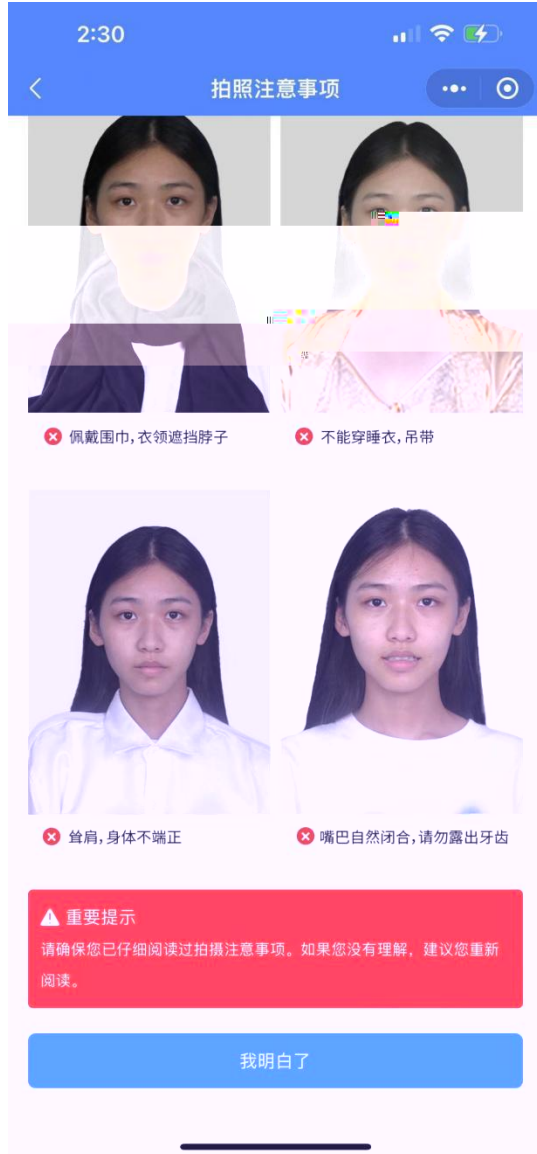 2:30
拍照注意事项
佩戴围巾,衣领遮挡脖子
不能穿睡衣,吊带
耸肩,身体不端正
嘴巴自然闭合,请勿露出牙齿
重要提示
请确保您已仔细阅读过拍摄注意事项。如果您没有理解，建议您重新
阅读。
我明白了